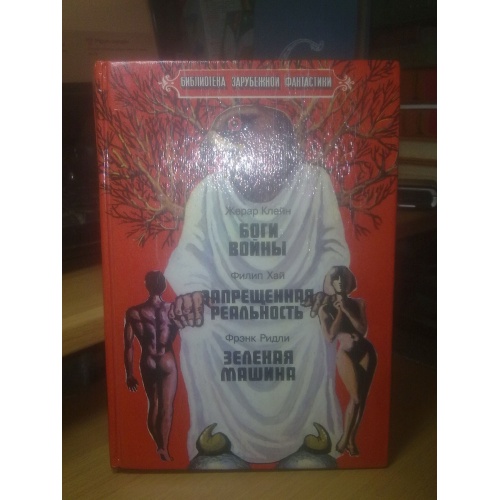 БИБЛИОТЕКА ЗАРУБЕЖНОЙ ФАНТАСТИКИ
Жерар Клейн
БОГИ
ВОЙНЫ
Филип Хай
ЗАПРЕЩЕННАЯ
РЕАЛЬНОСТЬ
Фрэнк Ридли
ЗЕЛЕНАЯ
МАШИНА